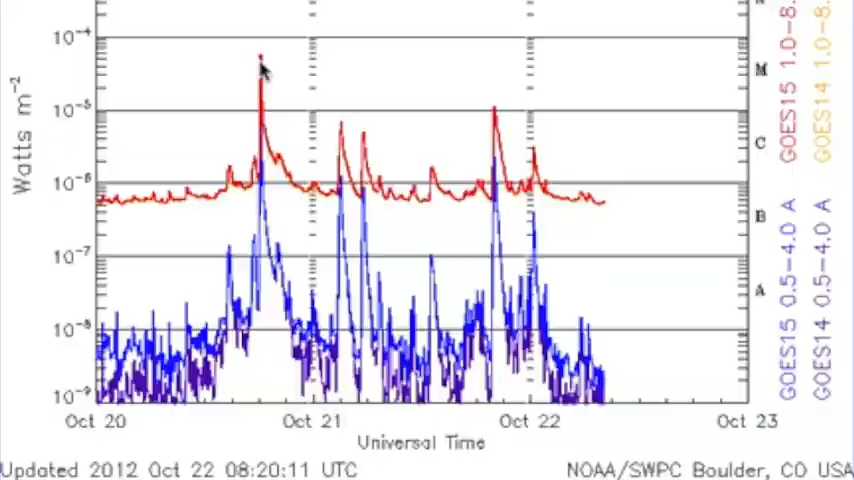 10⁻⁴
M
10⁻⁵
C
10⁻⁶
B
10⁻⁷
A
10⁻⁸
10⁻⁹
Watts m⁻²
Oct 20 Oct 21 Oct 22 Oct 23
Universal Time
Updated 2012 Oct 22 08:20:11 UTC
NOAA/SWPC Boulder, CO USA
GOES15 0.5-4.0 A
GOES15 1.0-8.
GOES14 0.5-4.0 A
GOES14 1.0-8.